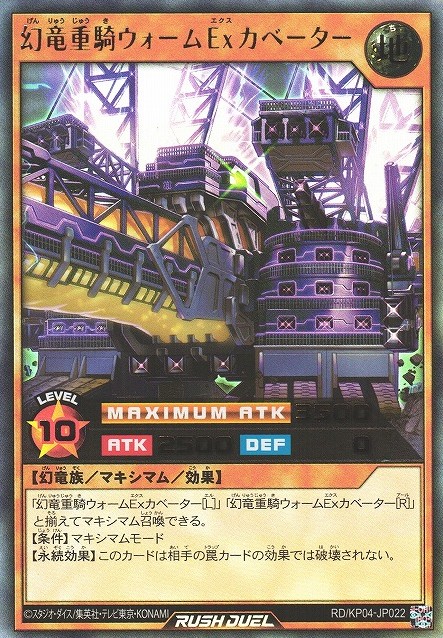 幻竜重騎ウォームExカベーター
地
LEVEL
10
MAXIMUM ATK 3500
ATK 2500 DEF 0
【幻竜族／マキシマム／効果】
「幻竜重騎ウォームExカベーター[L]」「幻竜重騎ウォームExカベーター[R]」
と揃えてマキシマム召喚できる。
【条件】マキシマムモード
【永続効果】このカードは相手の罠カードの効果では破壊されない。
©スタジオ・ダイス/集英社・テレビ東京・KONAMI
RUSH DUEL
RD/KP04-JP022